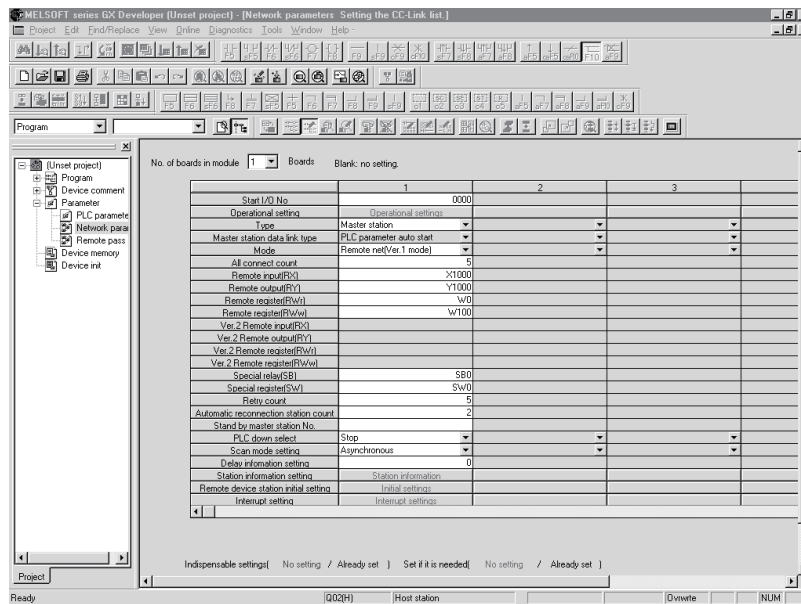 MELSOFT series GX Developer (Unset project) - [Network parameters Setting the CC-Link list.]
Project Edit Find/Replace View Online Diagnostics Tools Window Help -
Program
No. of boards in module 1 Boards Blank: no setting.
(Unset project)
Program
Device comment
Parameter
PLC paramete
Network parar
Remote pass
Device memory
Device init
1 2 3
Start I/O No 0000
Operational setting Operational settings
Type Master station
Master station data link type PLC parameter auto start
Mode Remote net(Ver.1 mode)
All connect count 5
Remote input(RX) X1000
Remote output(RY) Y1000
Remote register(RWr) W0
Remote register(RWw) W100
Ver.2 Remote input(RX)
Ver.2 Remote output(RY)
Ver.2 Remote register(RWr)
Ver.2 Remote register(RWw)
Special relay(SB) SB0
Special register(SW) SW0
Retry count 5
Automatic reconnection station count 2
Stand by master station No.
PLC down select Stop
Scan mode setting Asynchronous
Delay infomation setting 0
Station information setting Station information
Remote device station initial setting Initial settings
Interrupt setting Interrupt settings
Indispensable settings( No setting / Already set ) Set if it is needed( No setting / Already set )
Project
Ready Q02(H) Host station Ovrwrte NUM